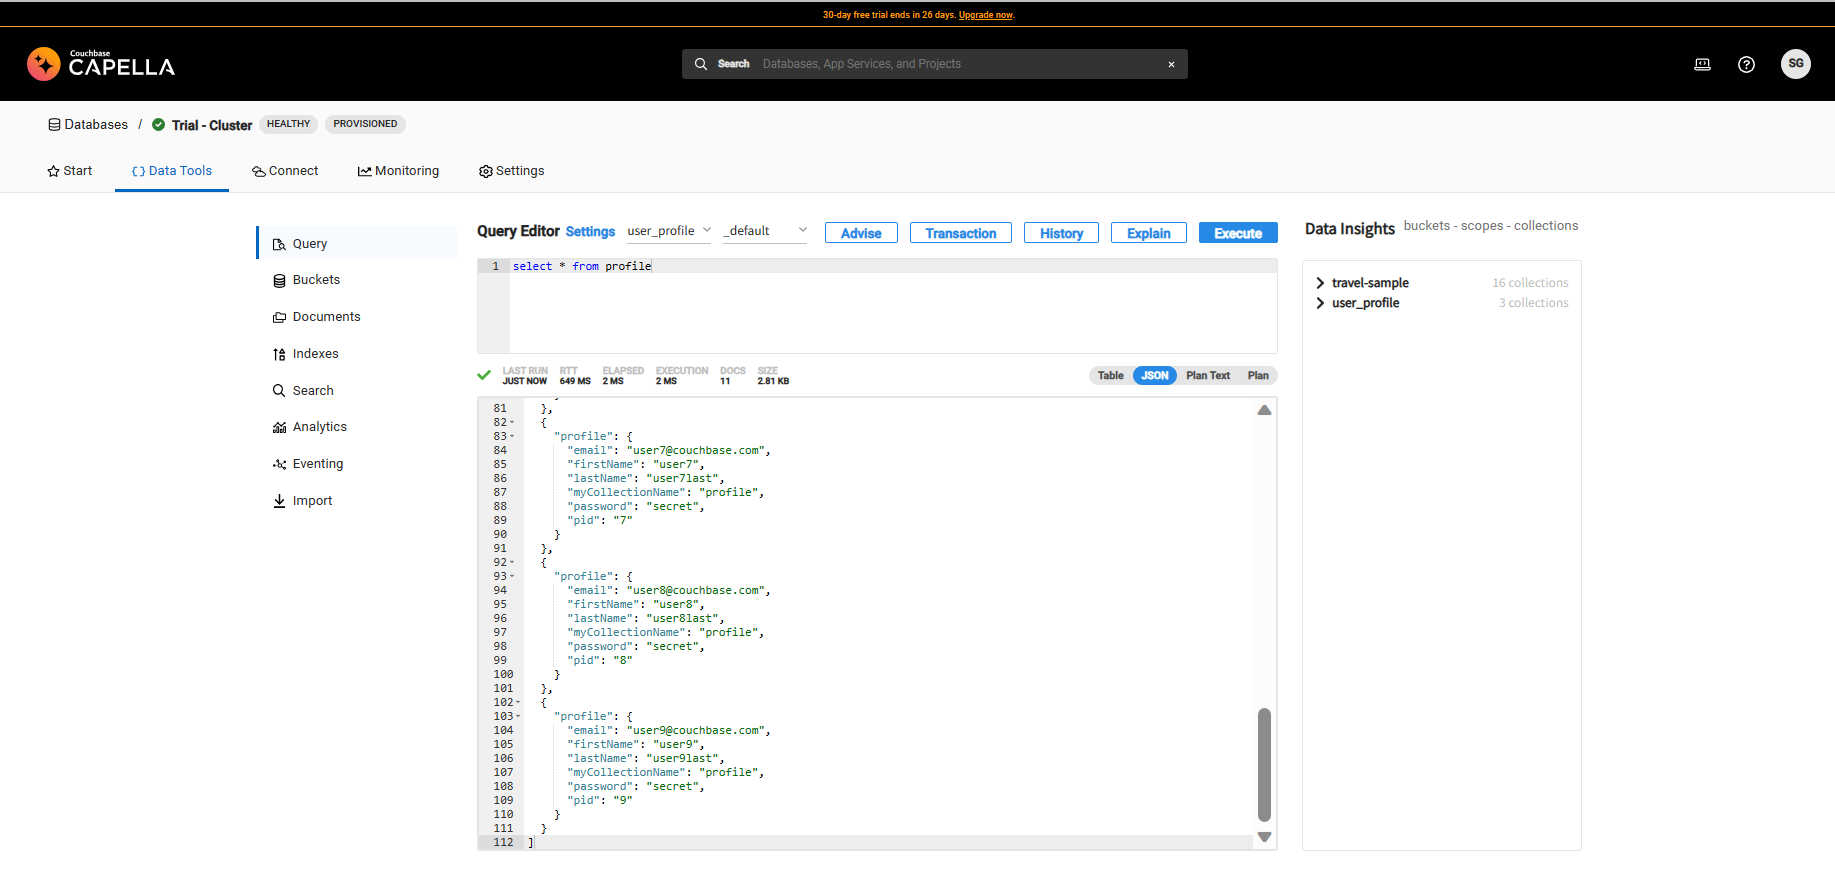 30-day free trial ends in 26 days. Upgrade now.
Couchbase
CAPELLA
Search Databases, App Services, and Projects ×
SG
Databases / Trial - Cluster HEALTHY PROVISIONED
Start Data Tools Connect Monitoring Settings
Query
Buckets
Documents
Indexes
Search
Analytics
Eventing
Import
Query Editor Settings user_profile _default Advise Transaction History Explain Execute
1 select * from profile
LAST RUN RTT ELAPSED EXECUTION DOCS SIZE
JUST NOW 649 MS 2 MS 2 MS 11 2.81 KB
Table JSON Plan Text Plan
81 },
82 {
83 "profile": {
84 "email": "user7@couchbase.com",
85 "firstName": "user7",
86 "lastName": "user7last",
87 "myCollectionName": "profile",
88 "password": "secret",
89 "pid": "7"
90 }
91 },
92 {
93 "profile": {
94 "email": "user8@couchbase.com",
95 "firstName": "user8",
96 "lastName": "user8last",
97 "myCollectionName": "profile",
98 "password": "secret",
99 "pid": "8"
100 }
101 },
102 {
103 "profile": {
104 "email": "user9@couchbase.com",
105 "firstName": "user9",
106 "lastName": "user9last",
107 "myCollectionName": "profile",
108 "password": "secret",
109 "pid": "9"
110 }
111 }
112 ]
Data Insights buckets - scopes - collections
travel-sample 16 collections
user_profile 3 collections